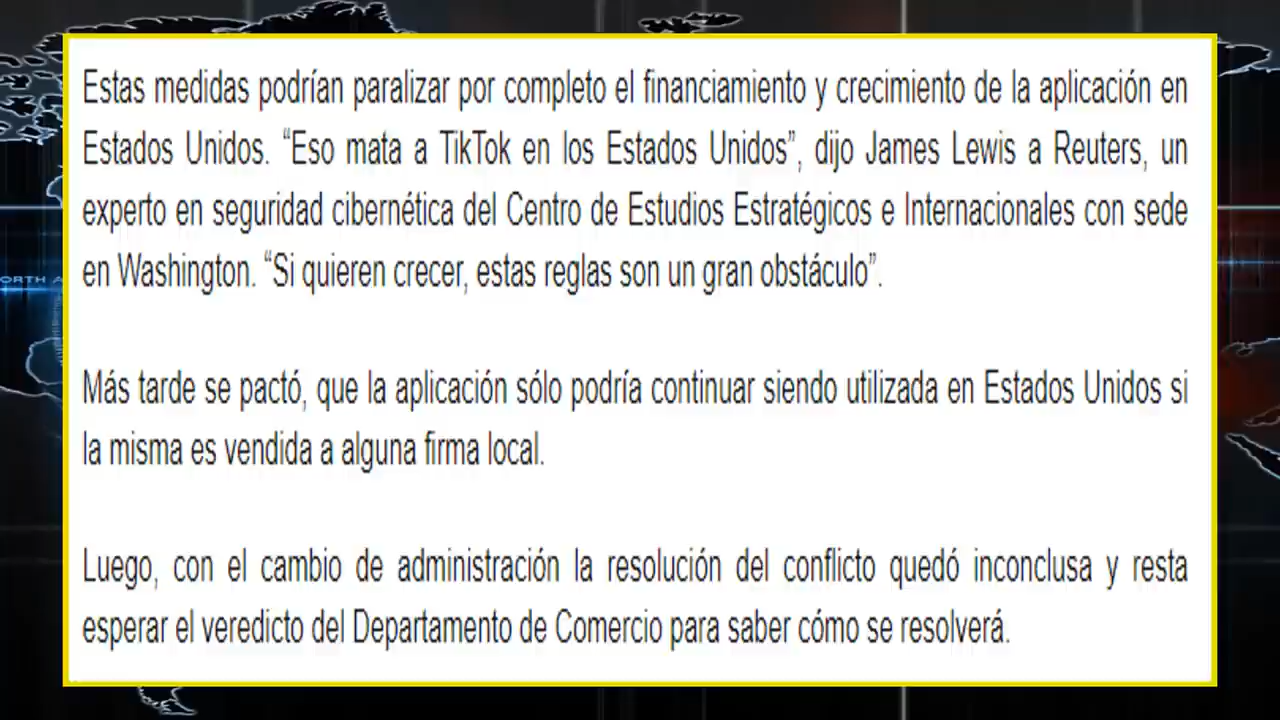 Estas medidas podrían paralizar por completo el financiamiento y crecimiento de la aplicación en
Estados Unidos. “Eso mata a TikTok en los Estados Unidos”, dijo James Lewis a Reuters, un
experto en seguridad cibernética del Centro de Estudios Estratégicos e Internacionales con sede
en Washington. “Si quieren crecer, estas reglas son un gran obstáculo”.
Más tarde se pactó, que la aplicación sólo podría continuar siendo utilizada en Estados Unidos si
la misma es vendida a alguna firma local.
Luego, con el cambio de administración la resolución del conflicto quedó inconclusa y resta
esperar el veredicto del Departamento de Comercio para saber cómo se resolverá.
ORTH A